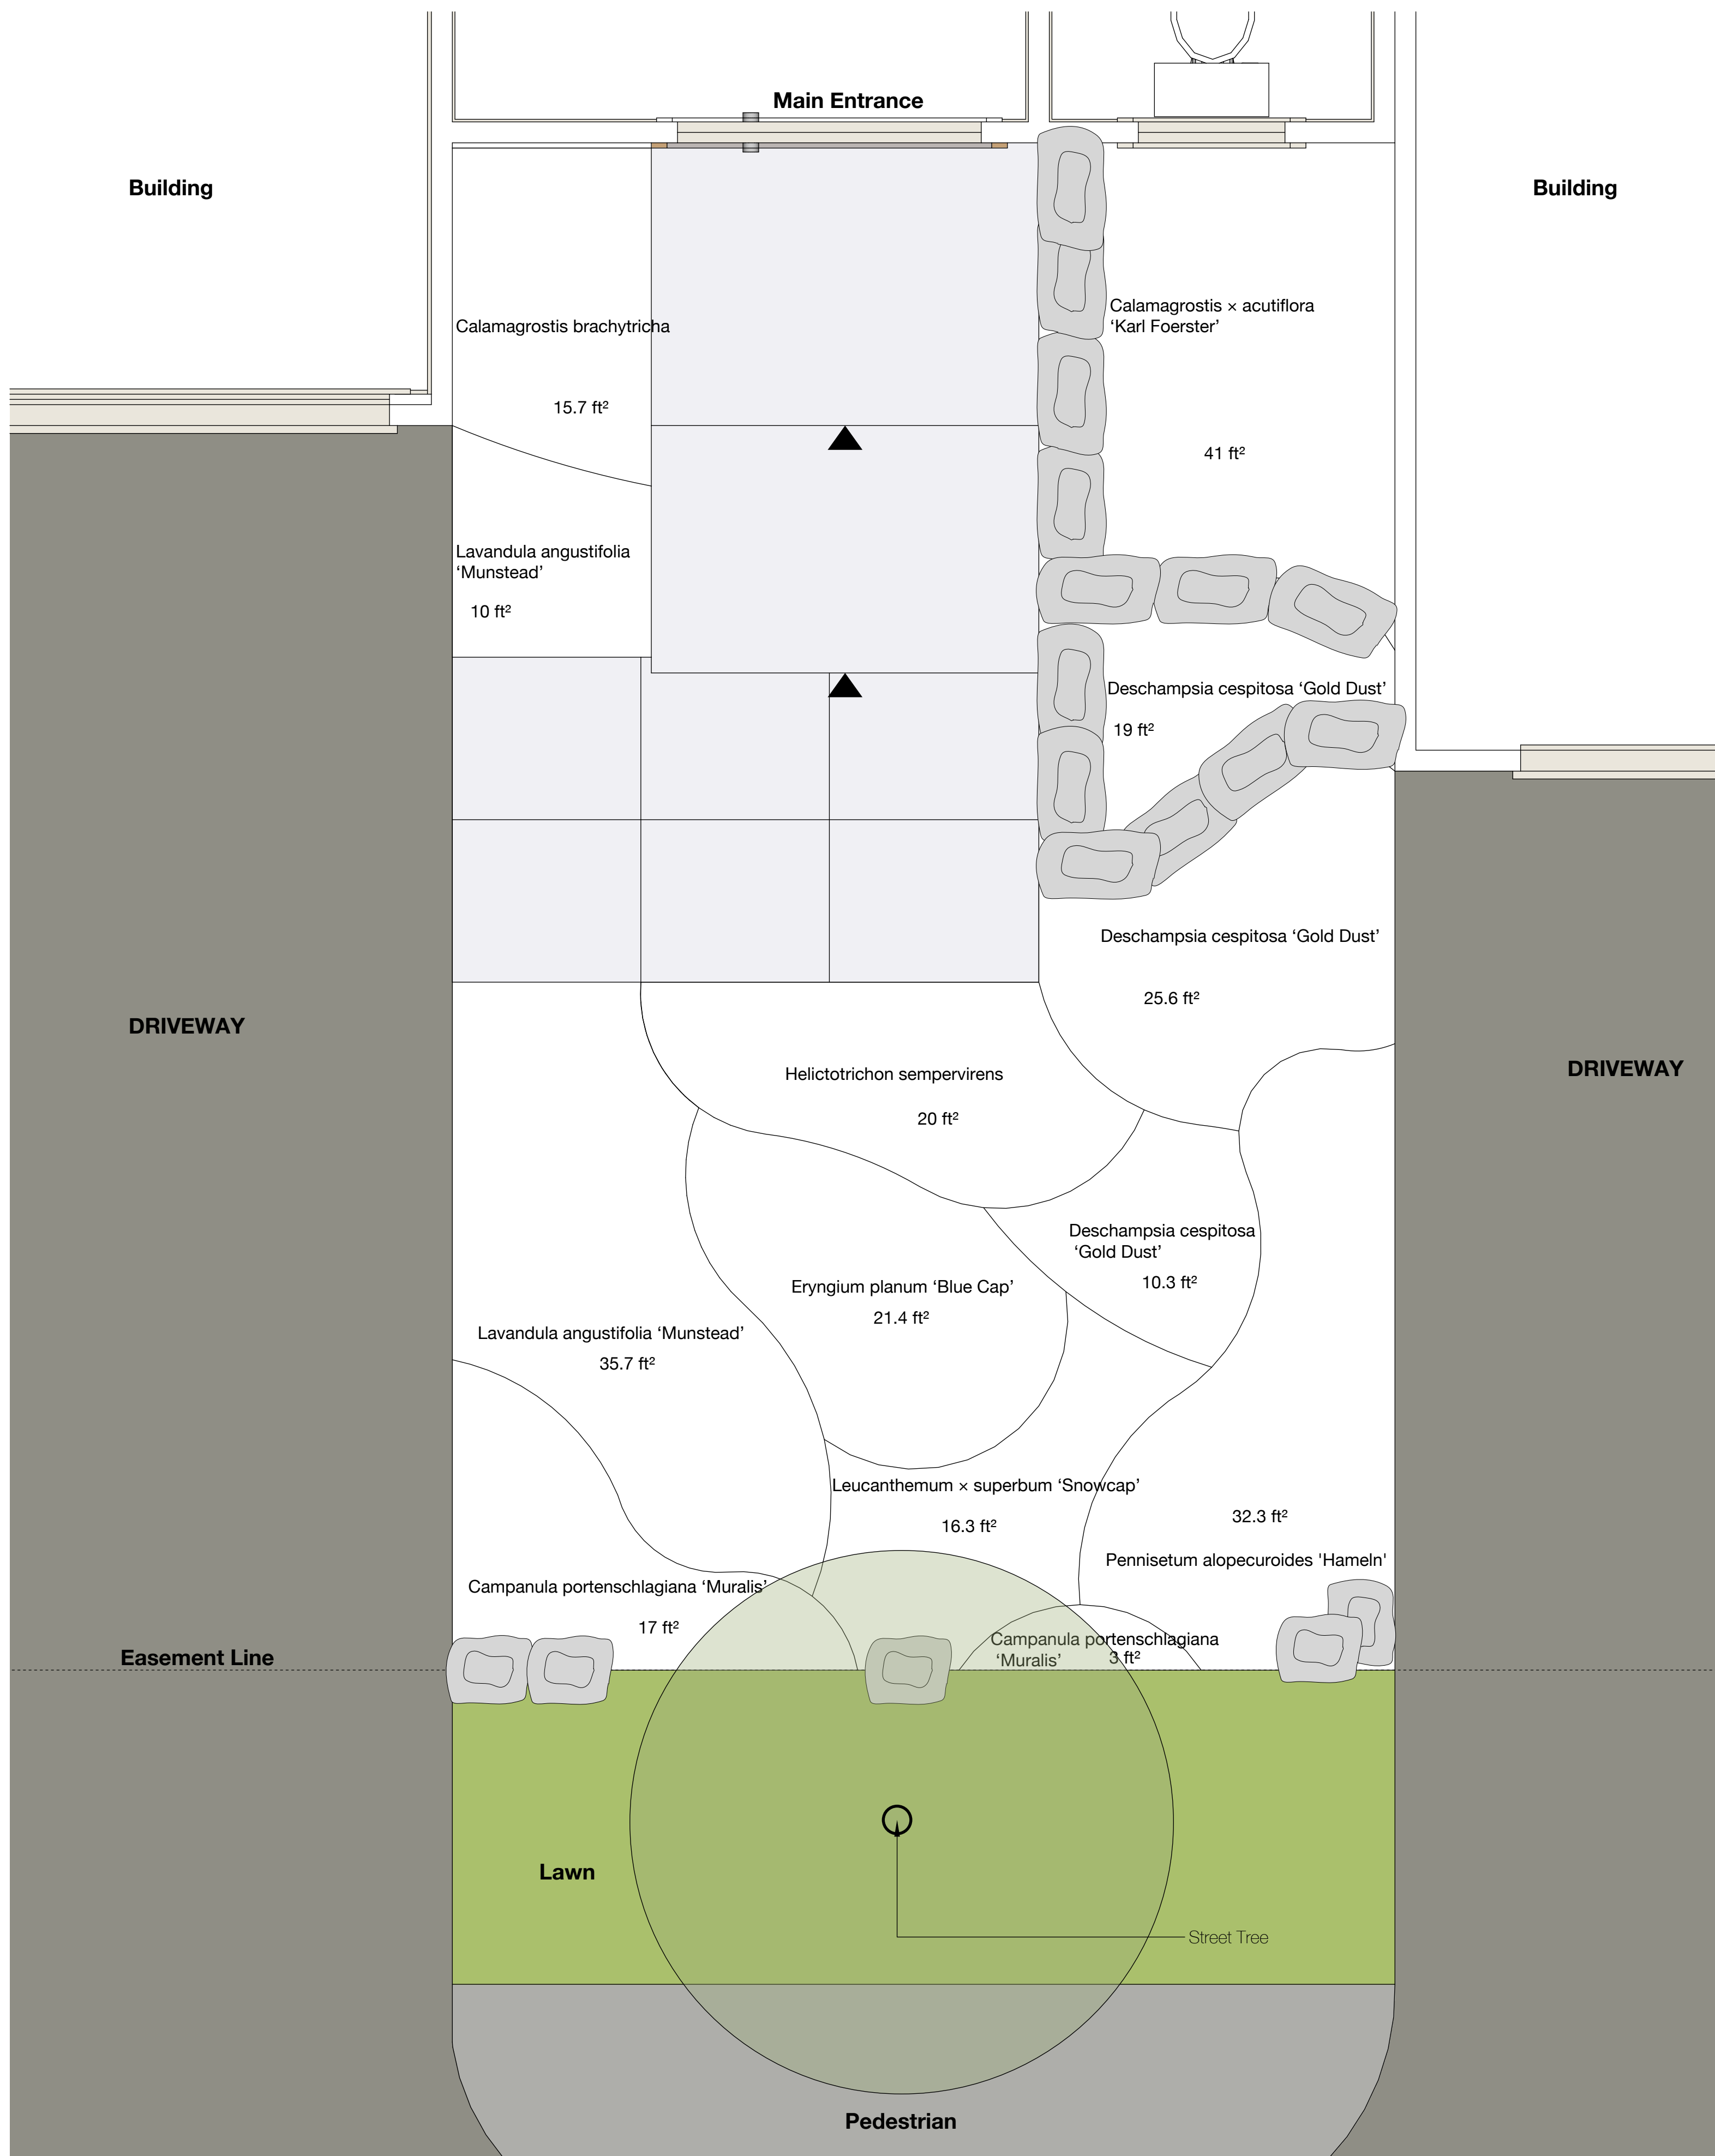 Main Entrance
Building
Building
Calamagrostis × acutiflora
‘Karl Foerster’
Calamagrostis brachytricha
15.7 ft²
41 ft²
Lavandula angustifolia
‘Munstead’
10 ft²
Deschampsia cespitosa ‘Gold Dust’
19 ft²
Deschampsia cespitosa ‘Gold Dust’
25.6 ft²
DRIVEWAY
DRIVEWAY
Helictotrichon sempervirens
20 ft²
Deschampsia cespitosa
‘Gold Dust’
10.3 ft²
Eryngium planum ‘Blue Cap’
21.4 ft²
Lavandula angustifolia ‘Munstead’
35.7 ft²
Leucanthemum × superbum ‘Snowcap’
16.3 ft²
32.3 ft²
Pennisetum alopecuroides 'Hameln'
Campanula portenschlagiana ‘Muralis’
17 ft²
Campanula portenschlagiana
‘Muralis’ 3 ft²
Easement Line
Lawn
Street Tree
Pedestrian